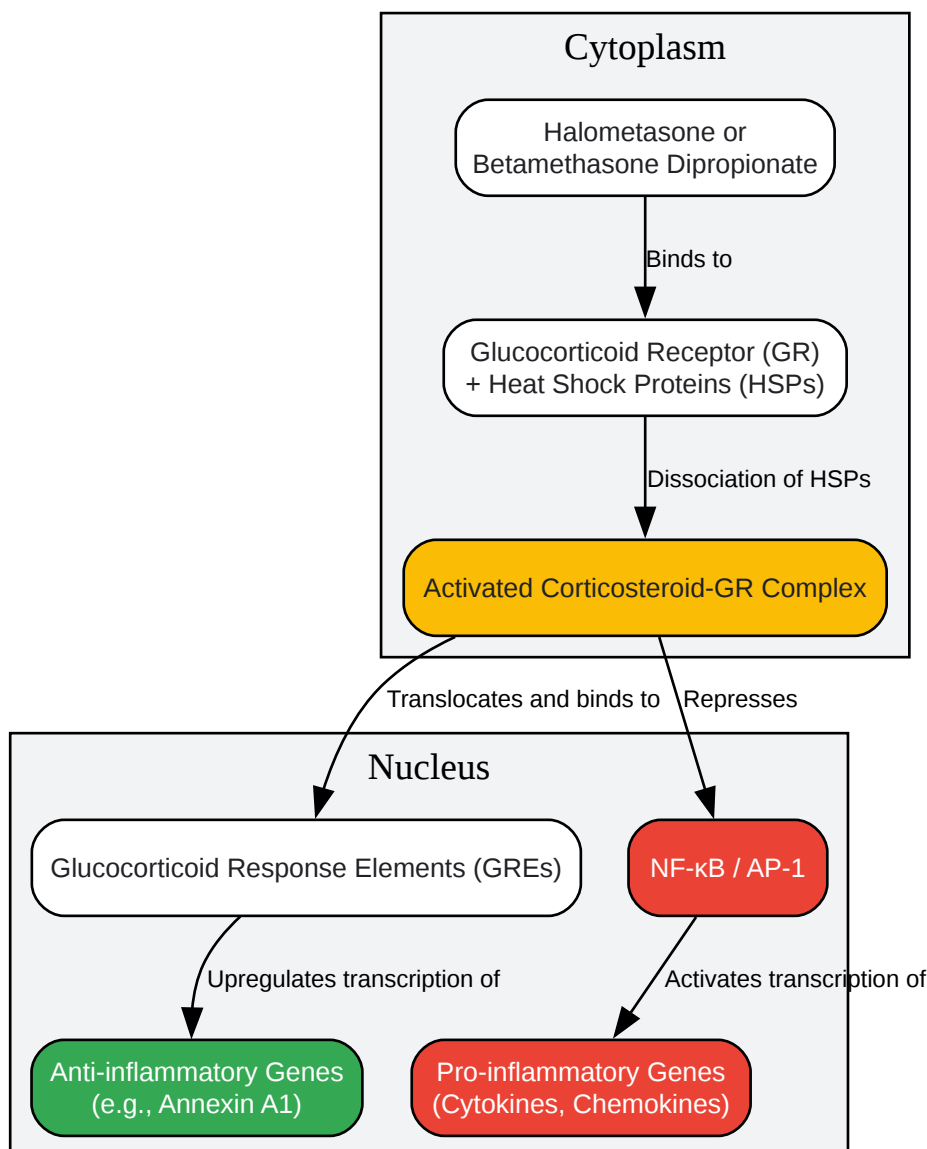 Cytoplasm
Halometasone or
Betamethasone Dipropionate
Binds to
Glucocorticoid Receptor (GR)
+ Heat Shock Proteins (HSPs)
Dissociation of HSPs
Activated Corticosteroid-GR Complex
Translocates and binds to
Represses
Nucleus
Glucocorticoid Response Elements (GREs)
NF-κB / AP-1
Upregulates transcription of
Activates transcription of
Anti-inflammatory Genes
(e.g., Annexin A1)
Pro-inflammatory Genes
(Cytokines, Chemokines)